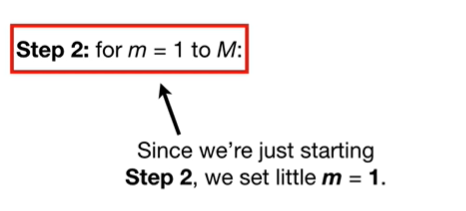 Step 2: for m = 1 to M:
Since we're just starting
Step 2, we set little m = 1.